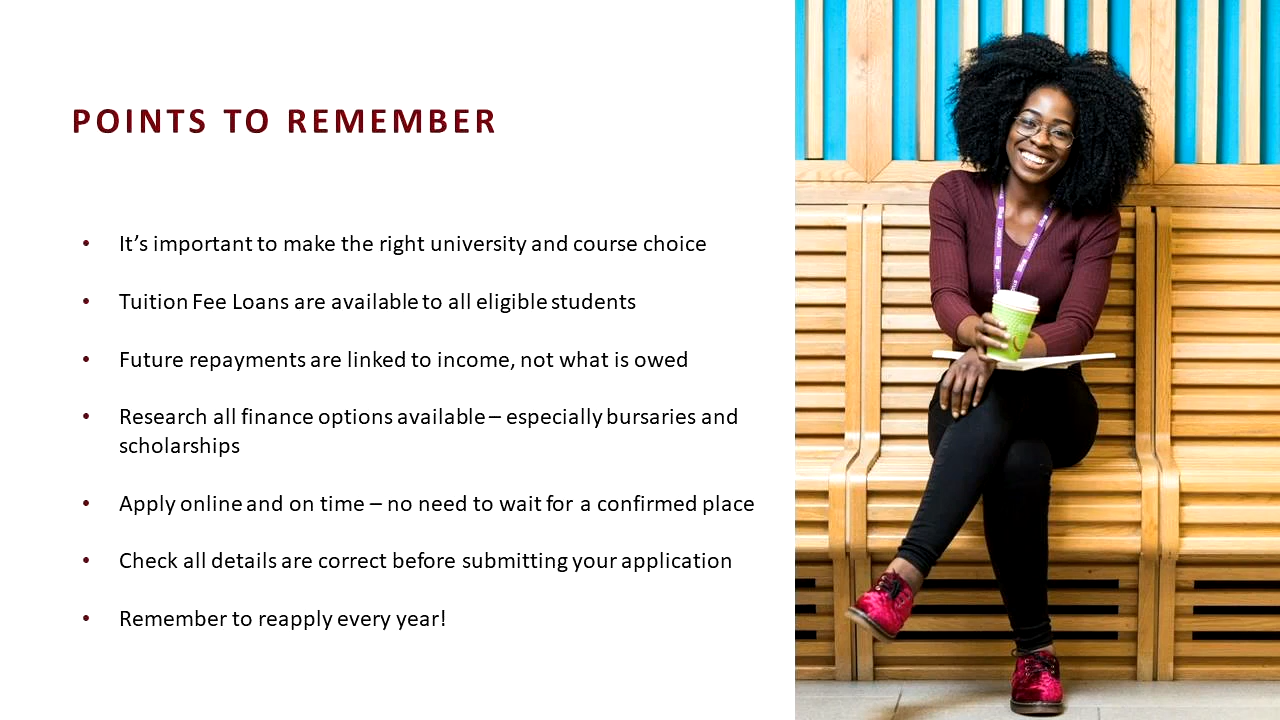 POINTS TO REMEMBER
• It’s important to make the right university and course choice
• Tuition Fee Loans are available to all eligible students
• Future repayments are linked to income, not what is owed
• Research all finance options available – especially bursaries and
scholarships
• Apply online and on time – no need to wait for a confirmed place
• Check all details are correct before submitting your application
• Remember to reapply every year!